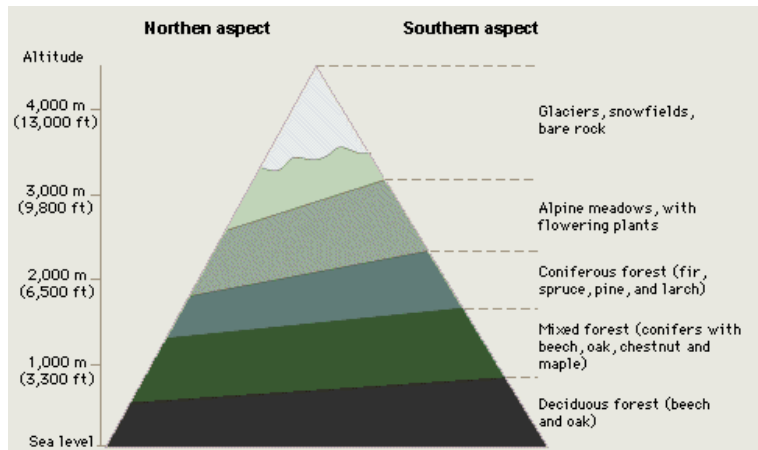 Northen aspect
Southern aspect
Altitude
4,000 m
(13,000 ft)
3,000 m
(9,800 ft)
2,000 m
(6,500 ft)
1,000 m
(3,300 ft)
Sea level
Glaciers, snowfields,
bare rock
Alpine meadows, with
flowering plants
Coniferous forest (fir,
spruce, pine, and larch)
Mixed forest (conifers with
beech, oak, chestnut and
maple)
Deciduous forest (beech
and oak)